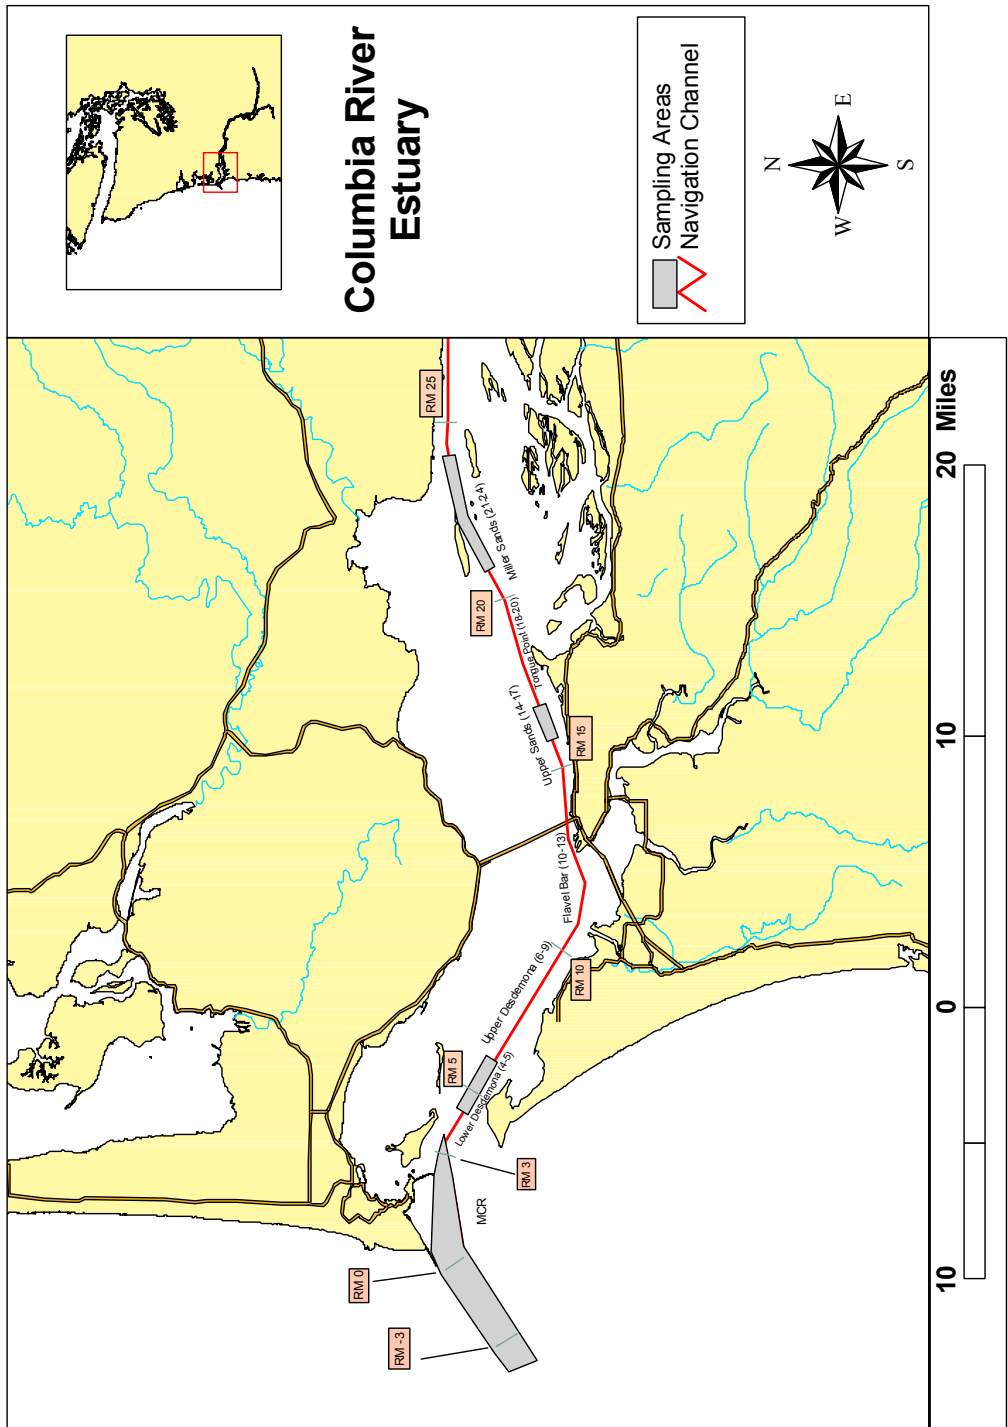 Columbia River
Estuary
Sampling Areas
Navigation Channel
N
W
E
S
RM 25
RM 20
Miller Sands (21-24)
Tongue Point (18-20)
Upper Sands (14-17)
RM 15
Flavel Bar (10-13)
RM 10
Upper Desdemona (6-9)
RM 5
Lower Desdemona (4-5)
RM 3
MCR
RM 0
RM -3
10
0
10
20
Miles